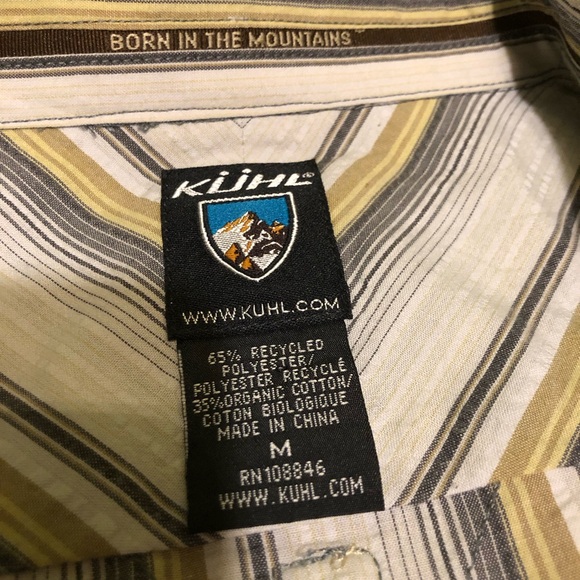 BORN IN THE MOUNTAINS®
KÜHL®
WWW.KUHL.COM
65% RECYCLED
POLYESTER/
POLYESTER RECYCLÉ
35%ORGANIC COTTON/
COTON BIOLOGIQUE
MADE IN CHINA
M
RN108846
WWW.KUHL.COM